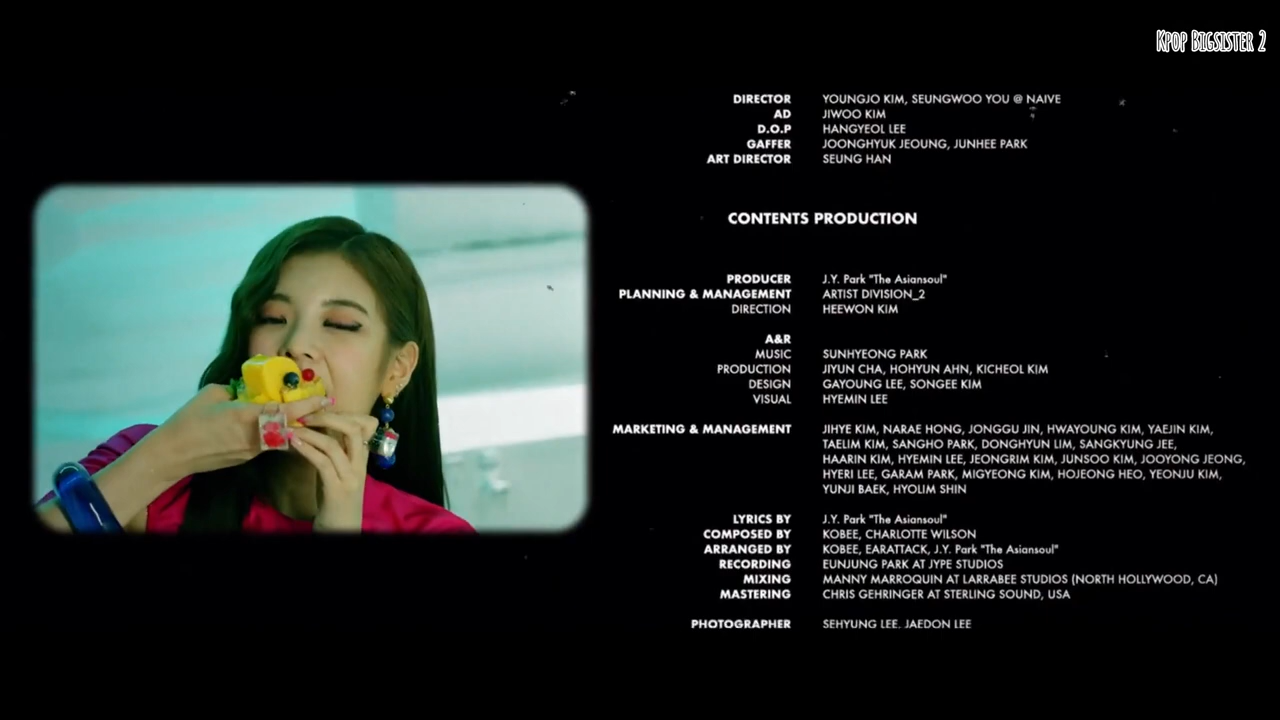 Kpop Bigsister 2
DIRECTOR YOUNGJO KIM, SEUNGWOO YOU @ NAIVE
AD JIWOO KIM
D.O.P HANGYEOL LEE
GAFFER JOONGHYUK JEOUNG, JUNHEE PARK
ART DIRECTOR SEUNG HAN
CONTENTS PRODUCTION
PRODUCER J.Y. Park "The Asiansoul"
PLANNING & MANAGEMENT ARTIST DIVISION_2
DIRECTION HEEWON KIM
A&R
MUSIC SUNHYEONG PARK
PRODUCTION JIYUN CHA, HOHYUN AHN, KICHEOL KIM
DESIGN GAYOUNG LEE, SONGEE KIM
VISUAL HYEMIN LEE
MARKETING & MANAGEMENT JIHYE KIM, NARAE HONG, JONGGU JIN, HWAYOUNG KIM, YAEJIN KIM,
TAELIM KIM, SANGHO PARK, DONGHYUN LIM, SANGKYUNG JEE,
HAARIN KIM, HYEMIN LEE, JEONGRIM KIM, JUNSOO KIM, JOOYONG JEONG,
HYERI LEE, GARAM PARK, MIGYEONG KIM, HOJEONG HEO, YEONJU KIM,
YUNJI BAEK, HYOLIM SHIN
LYRICS BY J.Y. Park "The Asiansoul"
COMPOSED BY KOBEE, CHARLOTTE WILSON
ARRANGED BY KOBEE, EARATTACK, J.Y. Park "The Asiansoul"
RECORDING EUNJUNG PARK AT JYPE STUDIOS
MIXING MANNY MARROQUIN AT LARRABEE STUDIOS (NORTH HOLLYWOOD, CA)
MASTERING CHRIS GEHRINGER AT STERLING SOUND, USA
PHOTOGRAPHER SEHYUNG LEE. JAEDON LEE